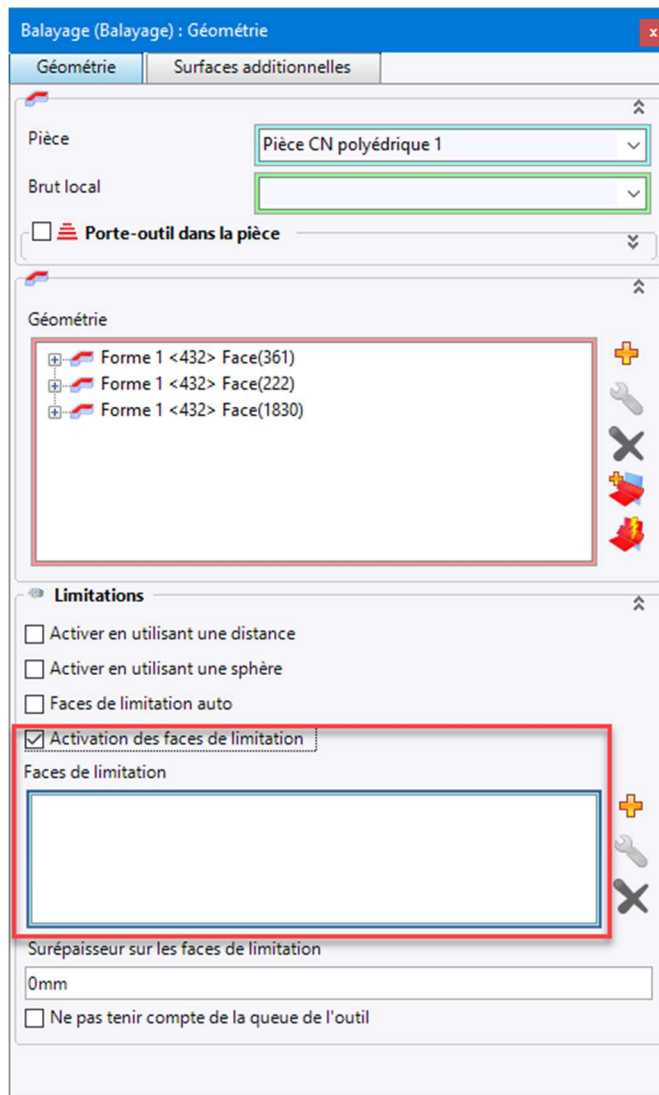 Balayage (Balayage) : Géométrie
x
Géométrie
Surfaces additionnelles
Pièce
Pièce CN polyédrique 1
Brut local
Porte-outil dans la pièce
Géométrie
Forme 1 <432> Face(361)
Forme 1 <432> Face(222)
Forme 1 <432> Face(1830)
Limitations
Activer en utilisant une distance
Activer en utilisant une sphère
Faces de limitation auto
Activation des faces de limitation
Faces de limitation
Surépaisseur sur les faces de limitation
0mm
Ne pas tenir compte de la queue de l'outil